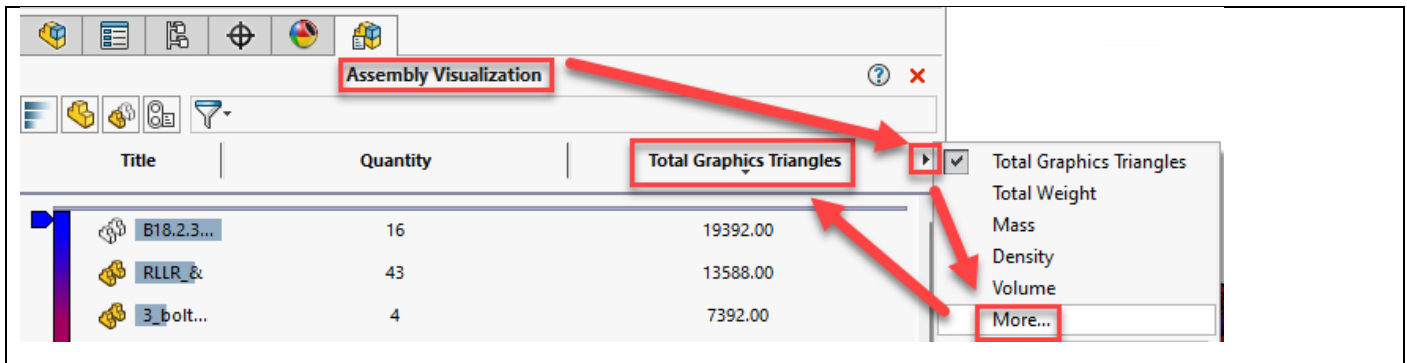 Assembly Visualization
Title Quantity Total Graphics Triangles
B18.2.3... 16 19392.00
RLLR_& 43 13588.00
3_bolt... 4 7392.00
Total Graphics Triangles
Total Weight
Mass
Density
Volume
More...